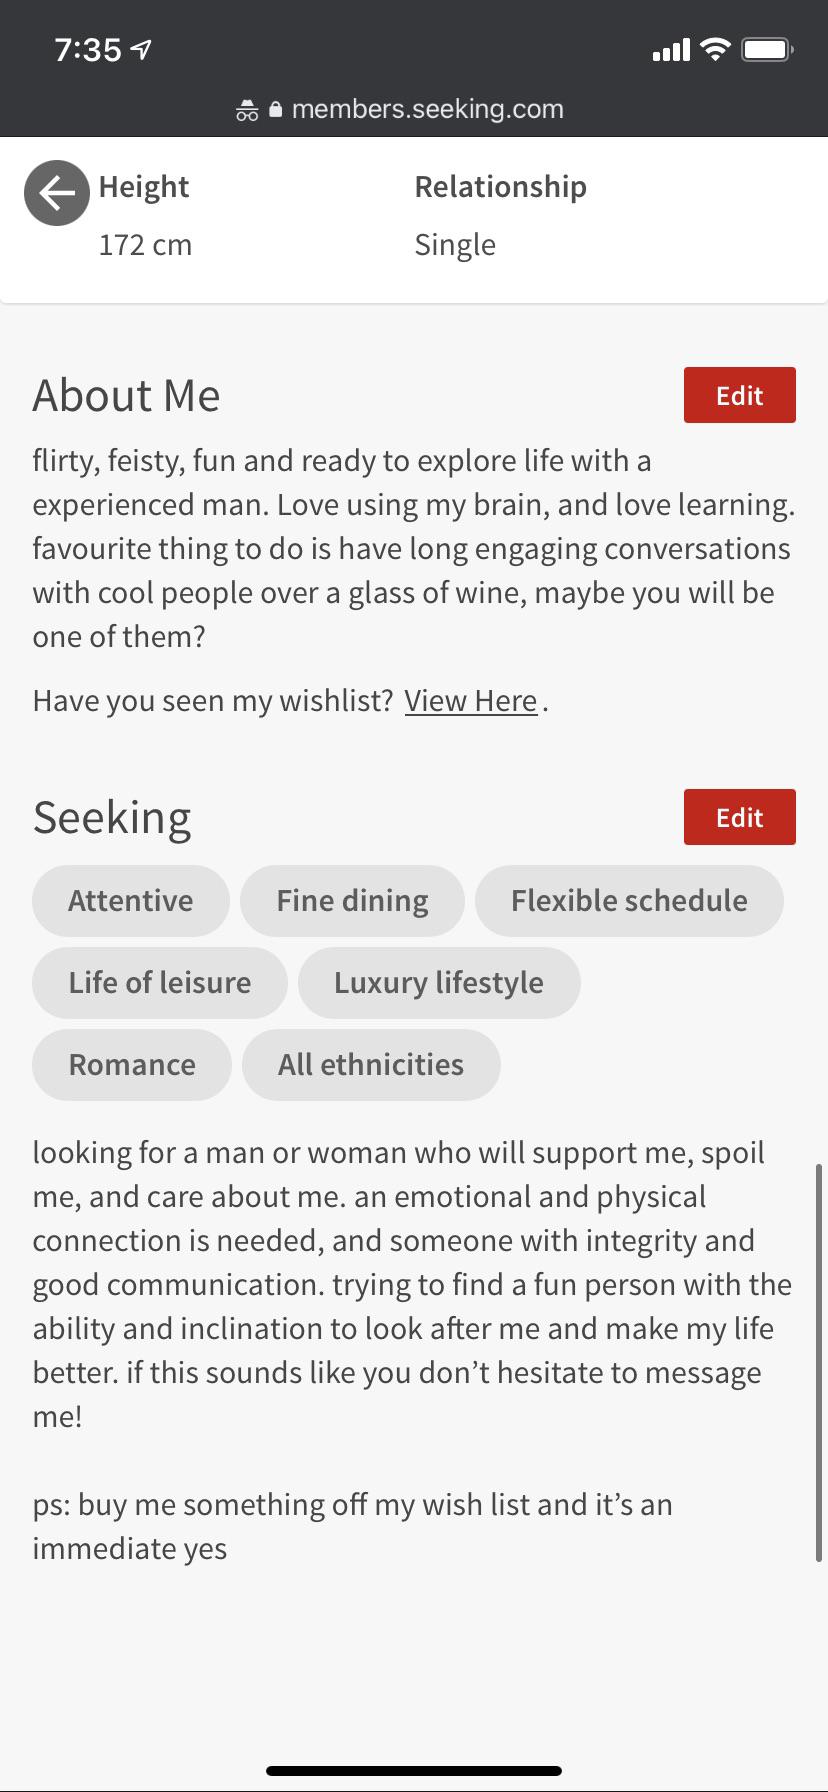 7:35
members.seeking.com
Height
Relationship
172 cm
Single
About Me
Edit
flirty, feisty, fun and ready to explore life with a
experienced man. Love using my brain, and love learning.
favourite thing to do is have long engaging conversations
with cool people over a glass of wine, maybe you will be
one of them?
Have you seen my wishlist? View Here.
Seeking
Edit
Attentive
Fine dining
Flexible schedule
Life of leisure
Luxury lifestyle
Romance
All ethnicities
looking for a man or woman who will support me, spoil
me, and care about me. an emotional and physical
connection is needed, and someone with integrity and
good communication. trying to find a fun person with the
ability and inclination to look after me and make my life
better. if this sounds like you don’t hesitate to message
me!
ps: buy me something off my wish list and it’s an
immediate yes